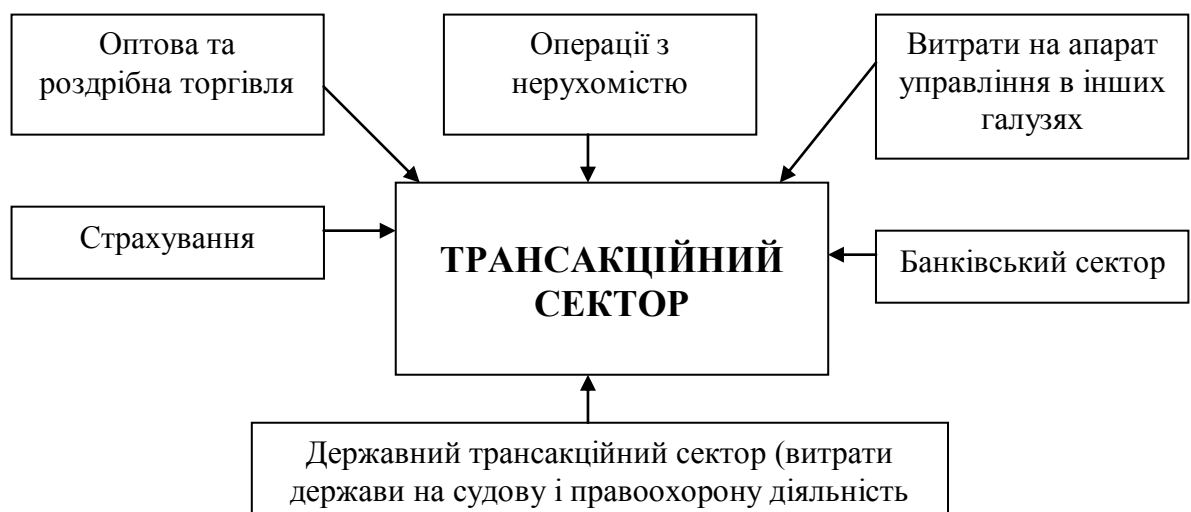 Оптова та
роздрібна торгівля
Операції з
нерухомістю
Витрати на апарат
управління в інших
галузях
Страхування
ТРАНСАКЦІЙНИЙ
СЕКТОР
Банківський сектор
Державний трансакційний сектор (витрати
держави на судову і правоохорону діяльність